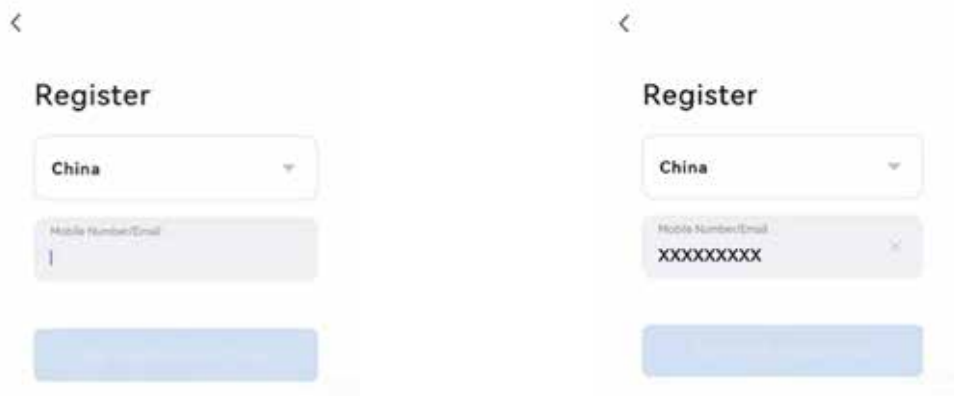 Register
China
Mobile Number/Email
Register
China
Mobile Number/Email
XXXXXXXXX